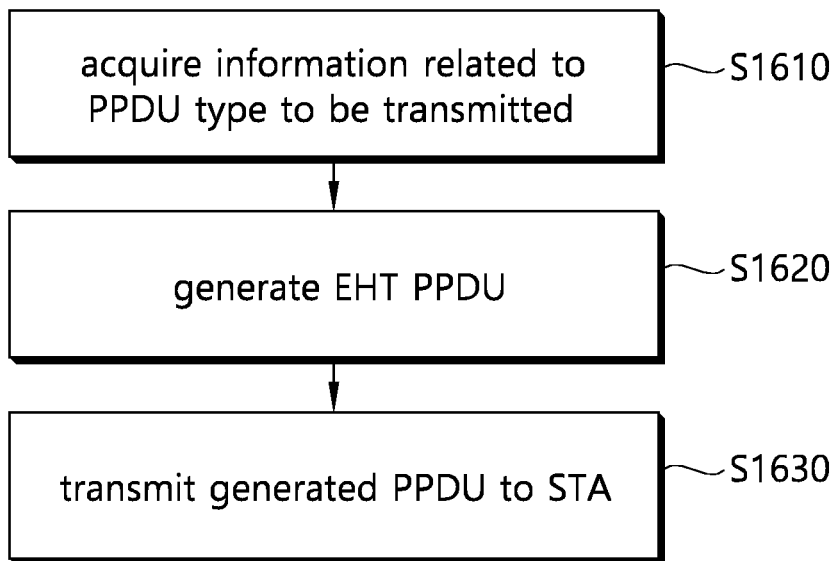 acquire information related to
PPDU type to be transmitted
S1610
generate EHT PPDU
S1620
transmit generated PPDU to STA
S1630